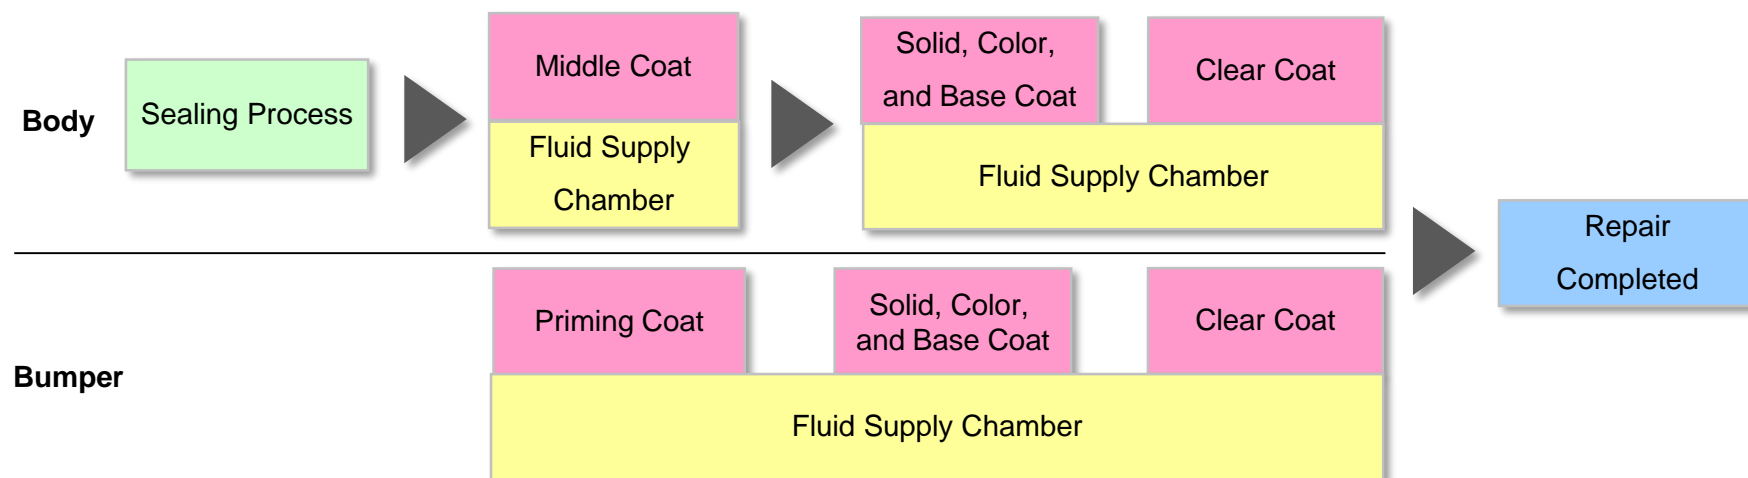 Body
Sealing Process
Middle Coat
Fluid Supply
Chamber
Solid, Color,
and Base Coat
Clear Coat
Fluid Supply Chamber
Bumper
Priming Coat
Solid, Color,
and Base Coat
Clear Coat
Fluid Supply Chamber
Repair
Completed